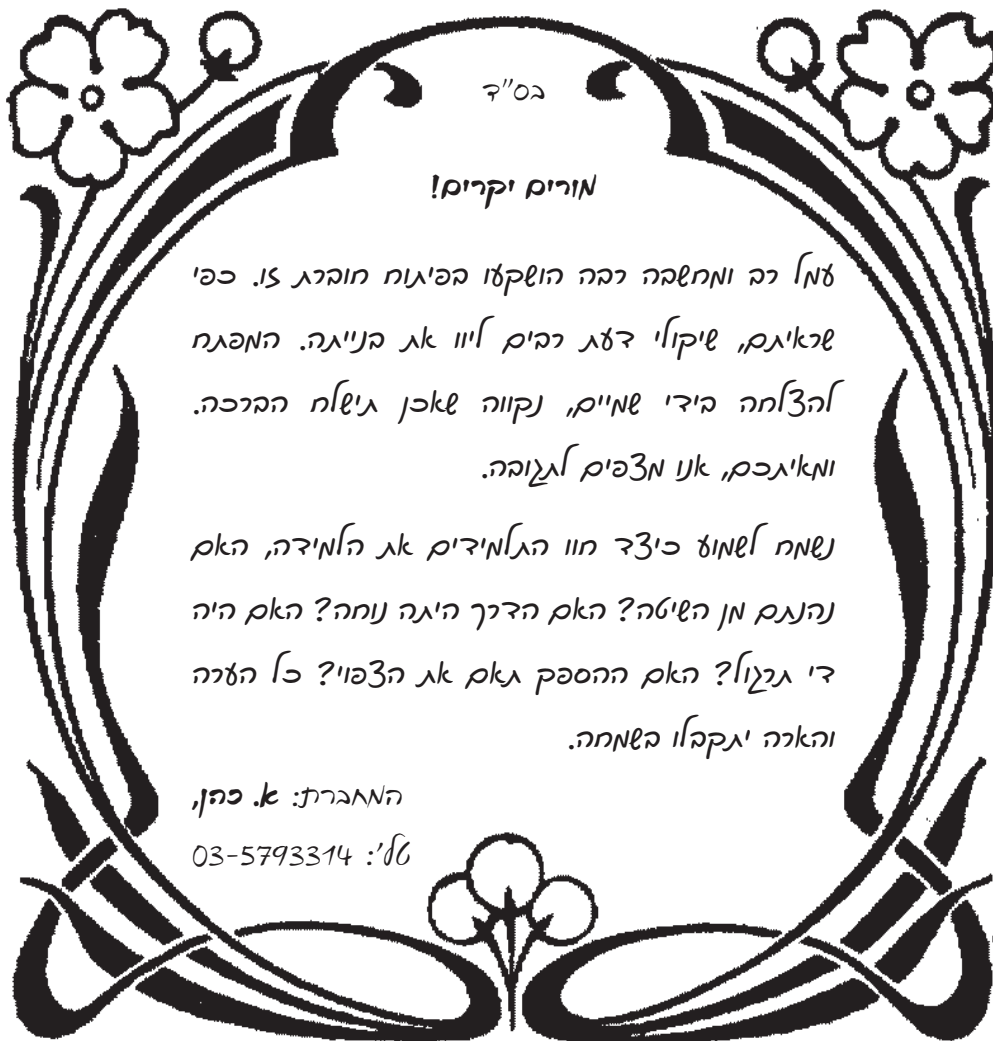 בס"ד
מורים יקרים!
עמל רב ומחשבה רבה הושקעו בפיתוח חוברת זו. כפי
שראיתם, שיקולי דעת רבים ליוו את בנייתה. המפתח
להצלחה בידי שמיים, נקווה שאכן תישלח הברכה.
ומאיתכם, אנו מצפים לתגובה.
נשמח לשמוע כיצד חוו התלמידים את הלמידה, האם
נהנתם מן השיטה? האם הדרך היתה נוחה? האם היה
די תרגול? האם ההספק תאם את הצפוי? כל הערה
והארה יתקבלו בשמחה.
המחברת: א. כהן,
טל': 03-5793314